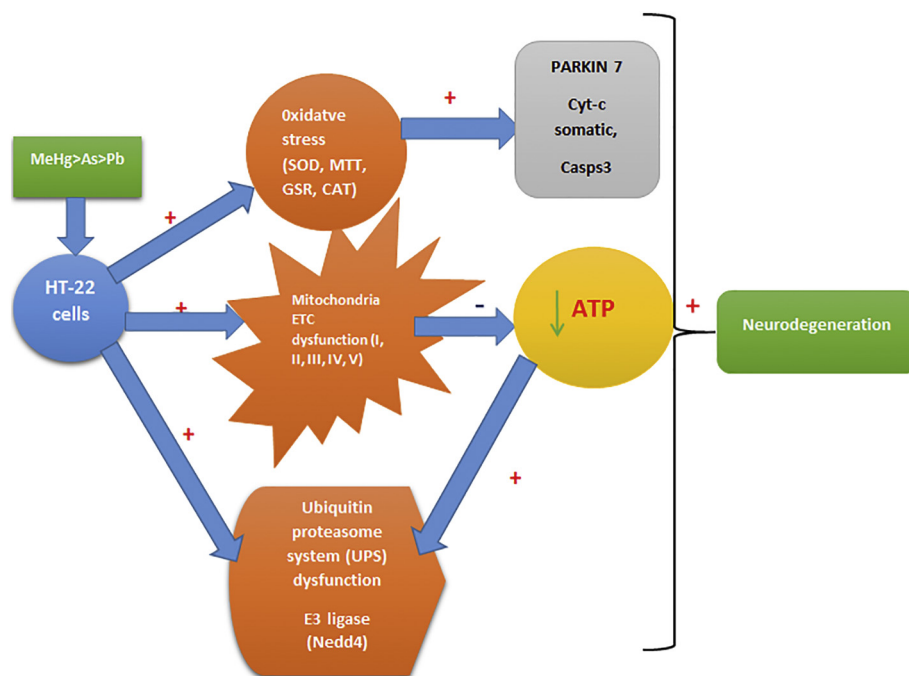 MeHg>As>Pb
HT-22
cells
+
+
+
0xidatve
stress
(SOD, MTT,
GSR, CAT)
+
PARKIN 7
Cyt-c
somatic,
Casps3
Mitochondria
ETC
dysfunction (I,
II, III, IV, V)
-
ATP
+
Ubiquitin
proteasome
system (UPS)
dysfunction
E3 ligase
(Nedd4)
+
Neurodegeneration